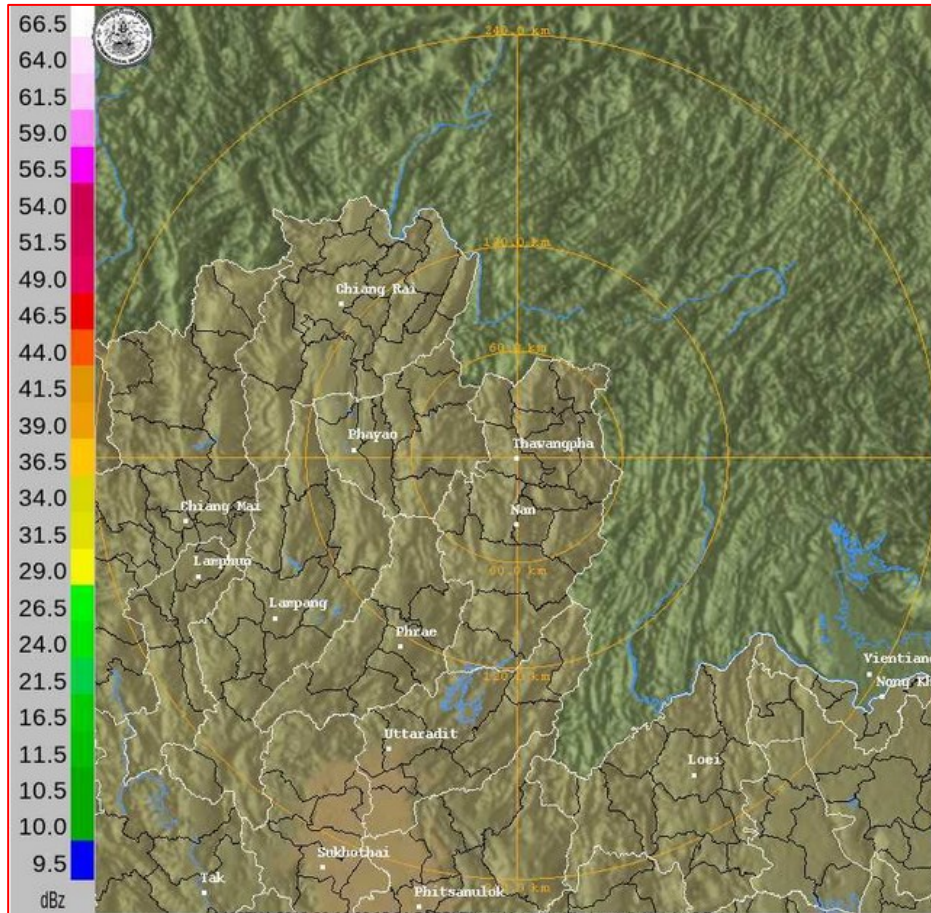 66.5
64.0
61.5
59.0
56.5
54.0
51.5
49.0
46.5
44.0
41.5
39.0
36.5
34.0
31.5
29.0
26.5
24.0
21.5
16.5
11.5
10.5
10.0
9.5
dBz
240.0 km
120.0 km
Chiang Rai
60.0 km
Phayao
Thavangpha
Chiang Mai
Nan
Lamphun
60.0 km
Lampang
Phrae
Vientiane
120.0 km
Nong Kh
Uttaradit
Loei
Sukhothai
Tak
Phitsanulok